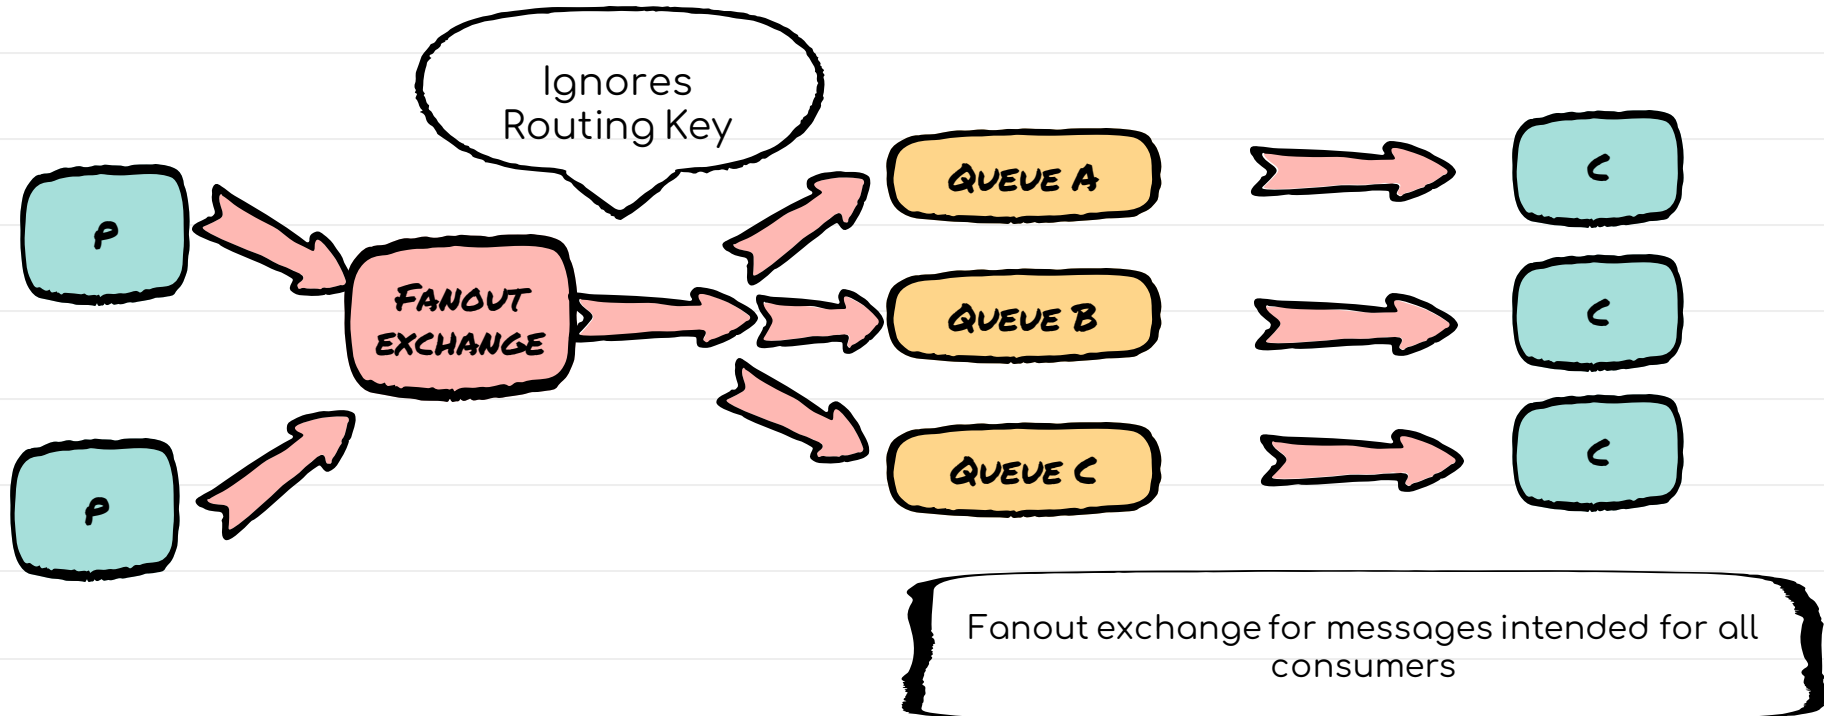 Ignores
Routing Key
P
Fanout
exchange
P
Queue A
C
Queue B
C
Queue C
C
Fanout exchange for messages intended for all
consumers